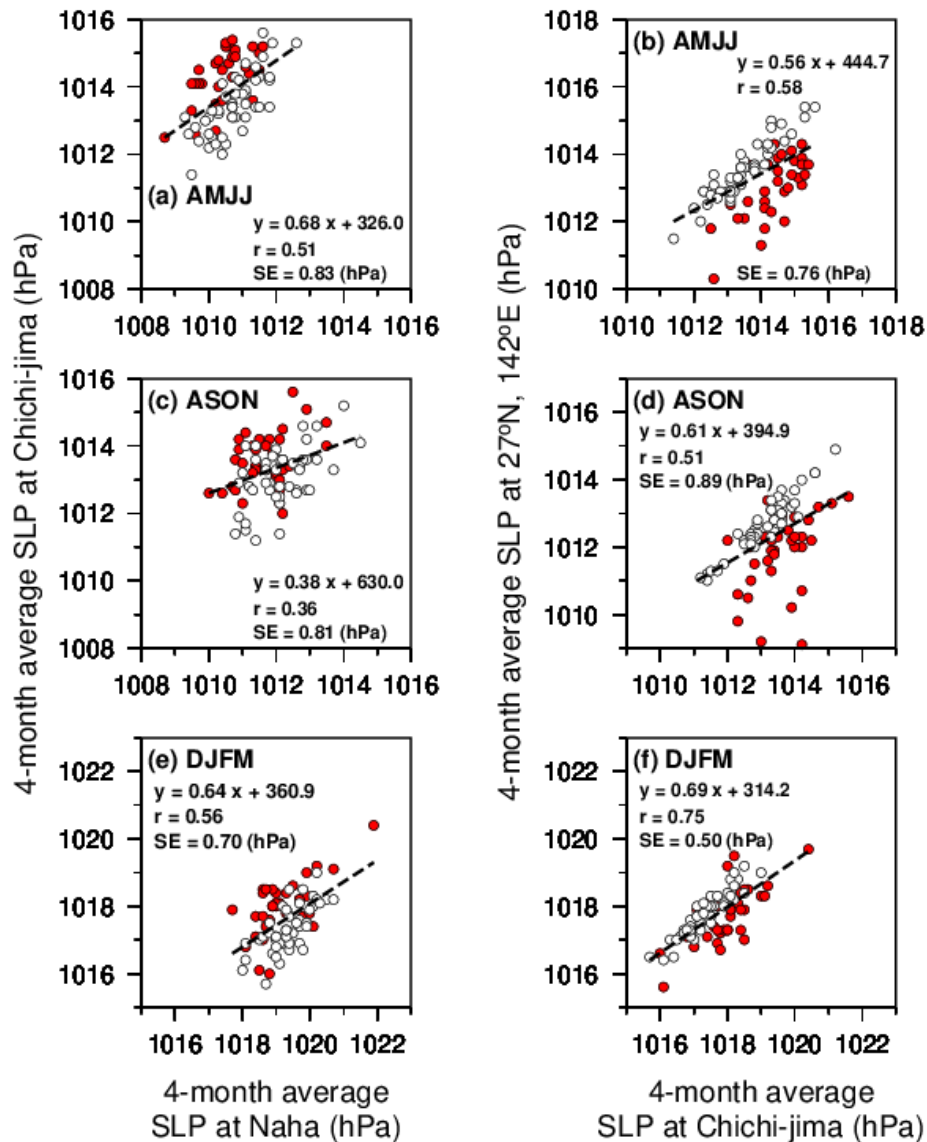 4-month average SLP at Chichi-jima (hPa)
1016
1014
1012
1010
1008
(a) AMJJ
y = 0.68 x + 326.0
r = 0.51
SE = 0.83 (hPa)
1008 1010 1012 1014 1016
4-month average SLP at 27ºN, 142ºE (hPa)
1018
1016
1014
1012
1010
(b) AMJJ
y = 0.56 x + 444.7
r = 0.58
SE = 0.76 (hPa)
1010 1012 1014 1016 1018
1016
1014
1012
1010
1008
(c) ASON
y = 0.38 x + 630.0
r = 0.36
SE = 0.81 (hPa)
1008 1010 1012 1014 1016
1016
1014
1012
1010
(d) ASON
y = 0.61 x + 394.9
r = 0.51
SE = 0.89 (hPa)
1010 1012 1014 1016
1022
1020
1018
1016
(e) DJFM
y = 0.64 x + 360.9
r = 0.56
SE = 0.70 (hPa)
1016 1018 1020 1022
4-month average
SLP at Naha (hPa)
1022
1020
1018
1016
(f) DJFM
y = 0.69 x + 314.2
r = 0.75
SE = 0.50 (hPa)
1016 1018 1020 1022
4-month average
SLP at Chichi-jima (hPa)